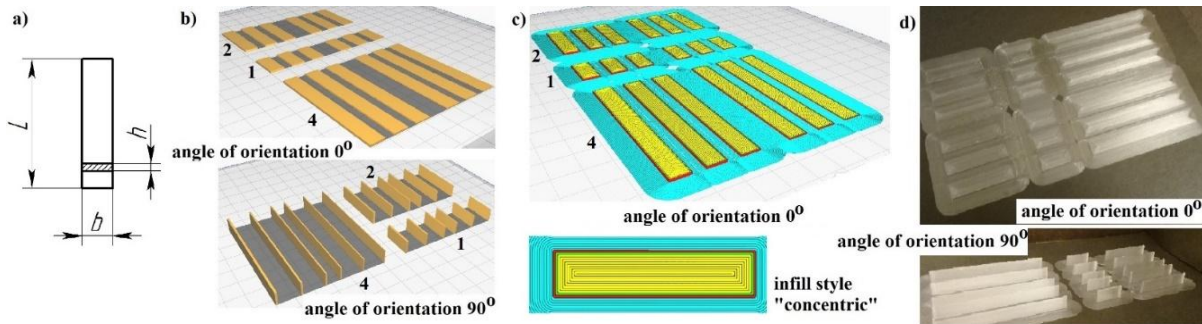 a)
L
h
b
b)
2
1
4
angle of orientation 0º
2
1
4
angle of orientation 90º
c)
2
1
4
angle of orientation 0º
infill style
"concentric"
d)
angle of orientation 0º
angle of orientation 90º